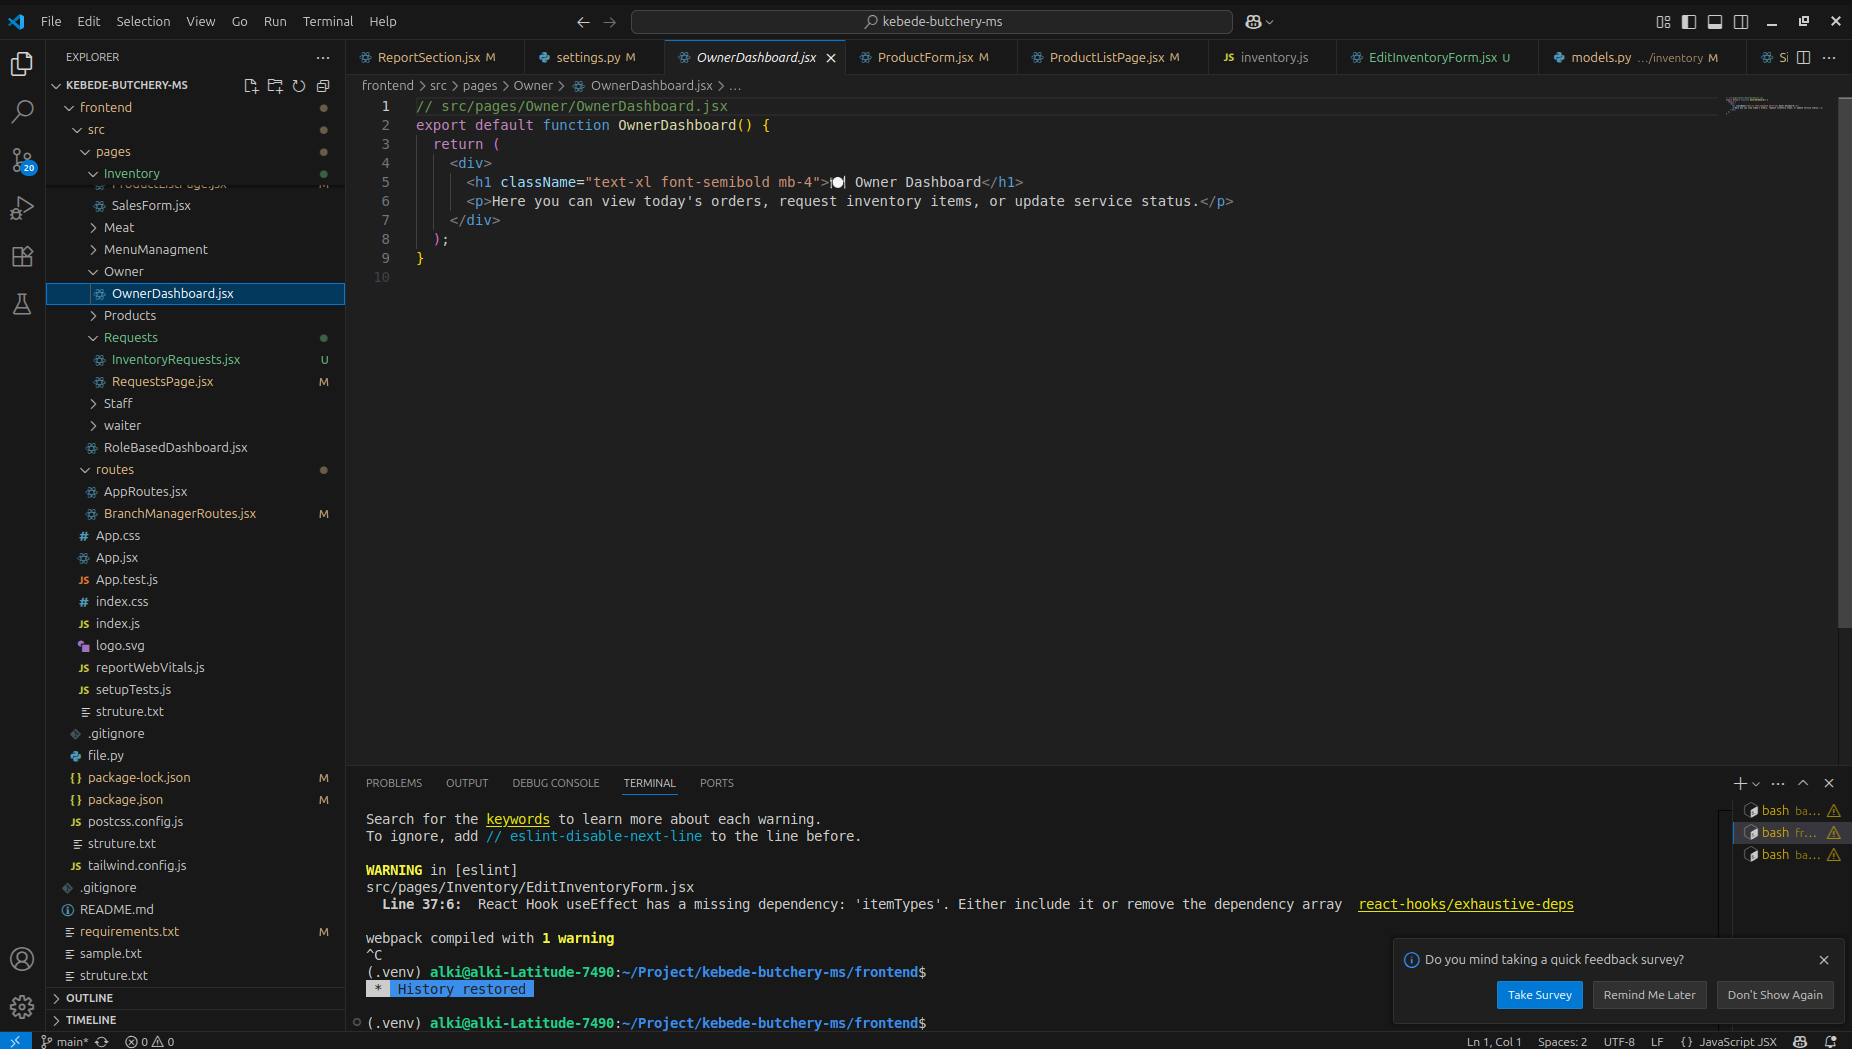 File Edit Selection View Go Run Terminal Help
kebede-butchery-ms
EXPLORER
KEBEDE-BUTCHERY-MS
frontend
src
pages
Inventory
SalesForm.jsx
Meat
MenuManagment
Owner
OwnerDashboard.jsx
Products
Requests
InventoryRequests.jsx U
RequestsPage.jsx M
Staff
waiter
RoleBasedDashboard.jsx
routes
AppRoutes.jsx
BranchManagerRoutes.jsx M
App.css
App.jsx
App.test.js
index.css
index.js
logo.svg
reportWebVitals.js
setupTests.js
struture.txt
.gitignore
file.py
package-lock.json M
package.json M
postcss.config.js
struture.txt
tailwind.config.js
.gitignore
README.md
requirements.txt M
sample.txt
struture.txt
OUTLINE
TIMELINE
20
ReportSection.jsx M settings.py M OwnerDashboard.jsx ProductForm.jsx M ProductListPage.jsx M inventory.js EditInventoryForm.jsx U models.py .../inventory M Si
frontend > src > pages > Owner > OwnerDashboard.jsx > ...
1 // src/pages/Owner/OwnerDashboard.jsx
2 export default function OwnerDashboard() {
3 return (
4 <div>
5 <h1 className="text-xl font-semibold mb-4">🍽️ Owner Dashboard</h1>
6 <p>Here you can view today's orders, request inventory items, or update service status.</p>
7 </div>
8 );
9 }
10
PROBLEMS OUTPUT DEBUG CONSOLE TERMINAL PORTS
Search for the keywords to learn more about each warning.
To ignore, add // eslint-disable-next-line to the line before.
WARNING in [eslint]
src/pages/Inventory/EditInventoryForm.jsx
Line 37:6: React Hook useEffect has a missing dependency: 'itemTypes'. Either include it or remove the dependency array react-hooks/exhaustive-deps
webpack compiled with 1 warning
^C
(.venv) alki@alki-Latitude-7490:~/Project/kebede-butchery-ms/frontend$
* History restored
(.venv) alki@alki-Latitude-7490:~/Project/kebede-butchery-ms/frontend$
bash ba...
bash fr...
bash ba...
Do you mind taking a quick feedback survey?
Take Survey Remind Me Later Don't Show Again
main* 0 0 Ln 1, Col 1 Spaces: 2 UTF-8 LF {} JavaScript JSX